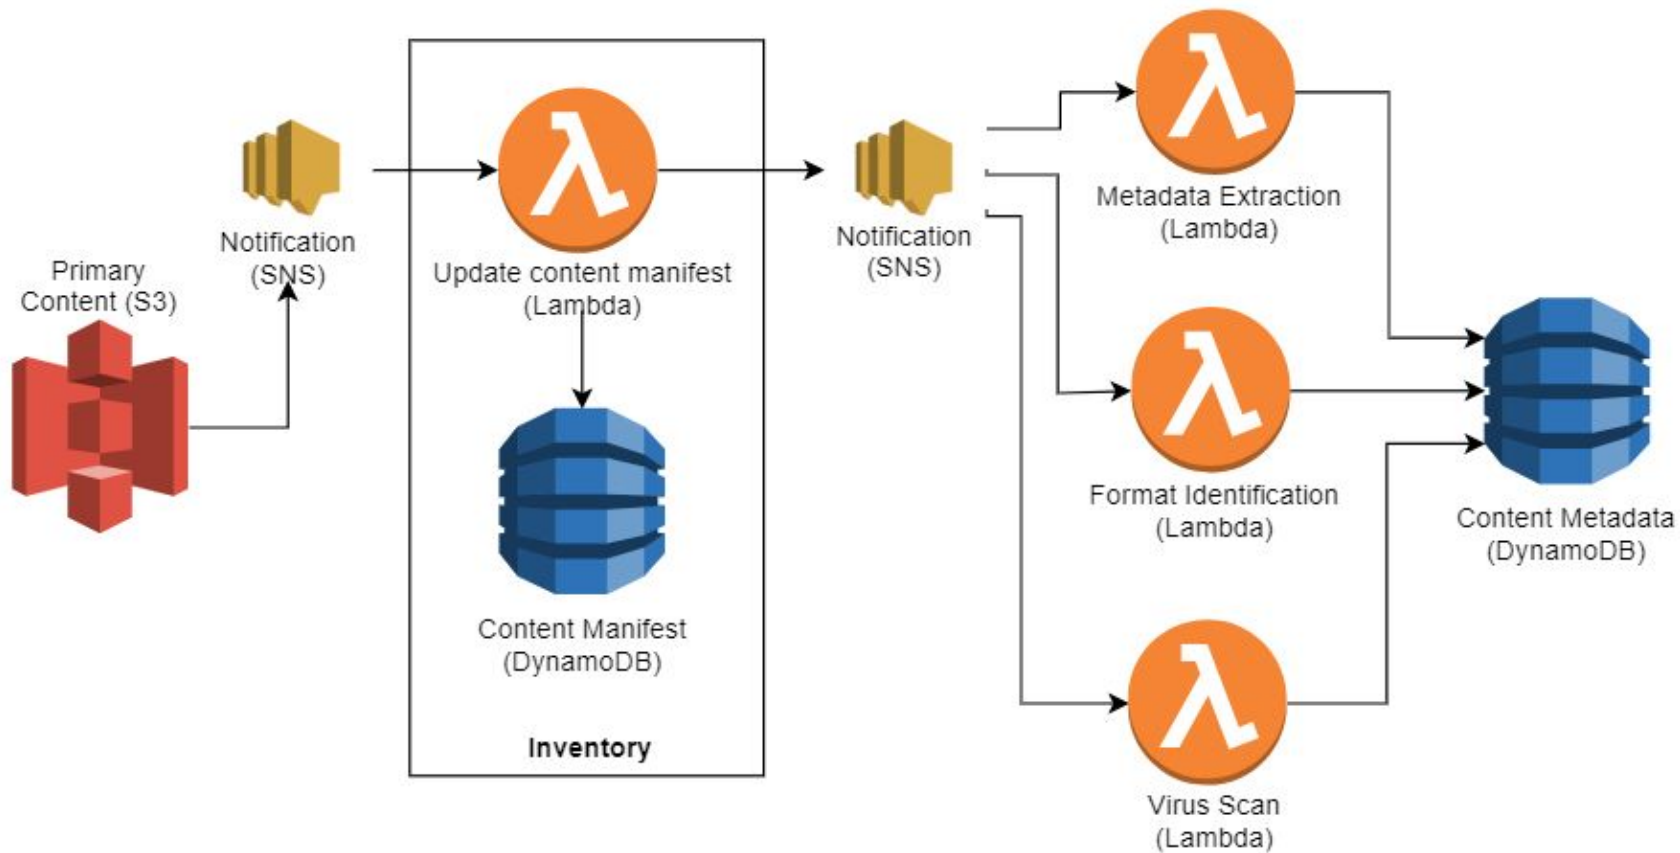 Primary
Content (S3)
Notification
(SNS)
Update content manifest
(Lambda)
Content Manifest
(DynamoDB)
Inventory
Notification
(SNS)
Metadata Extraction
(Lambda)
Format Identification
(Lambda)
Virus Scan
(Lambda)
Content Metadata
(DynamoDB)